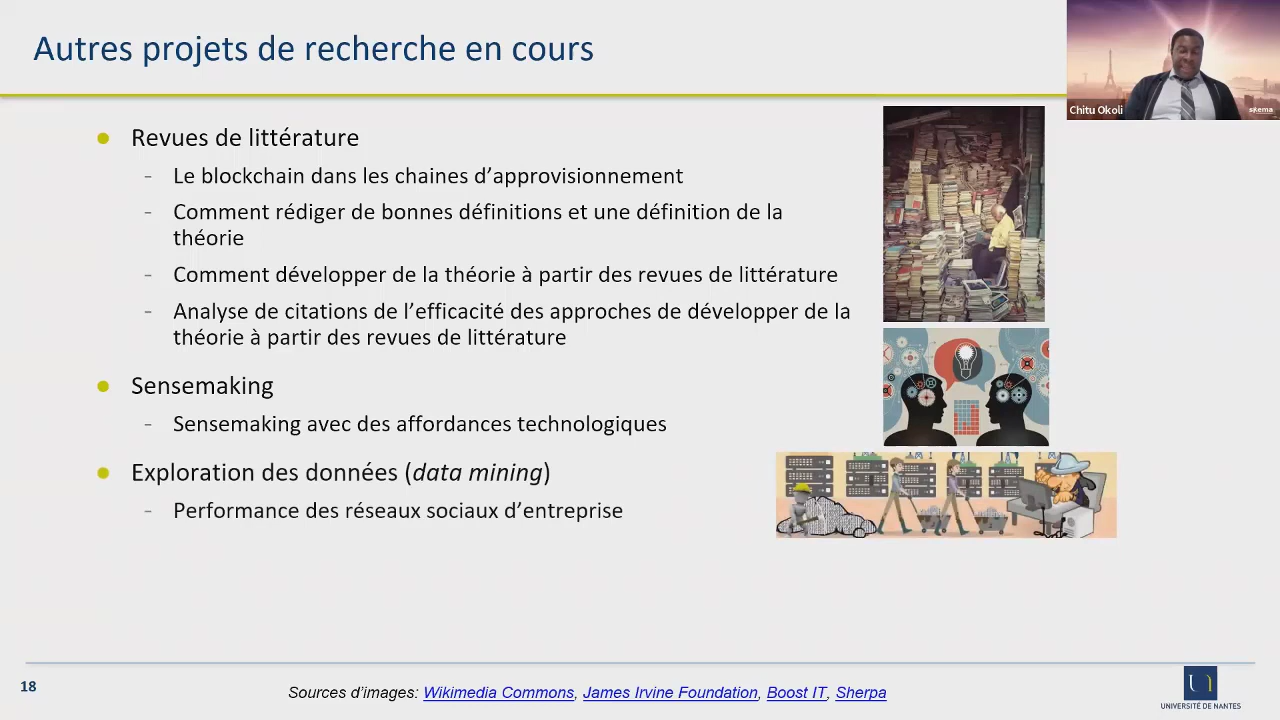 Autres projets de recherche en cours
Chitu Okoli
skema
● Revues de littérature
- Le blockchain dans les chaines d’approvisionnement
- Comment rédiger de bonnes définitions et une définition de la
théorie
- Comment développer de la théorie à partir des revues de littérature
- Analyse de citations de l’efficacité des approches de développer de la
théorie à partir des revues de littérature
● Sensemaking
- Sensemaking avec des affordances technologiques
● Exploration des données (data mining)
- Performance des réseaux sociaux d’entreprise
18
Sources d’images: Wikimedia Commons, James Irvine Foundation, Boost IT, Sherpa
UNIVERSITÉ DE NANTES